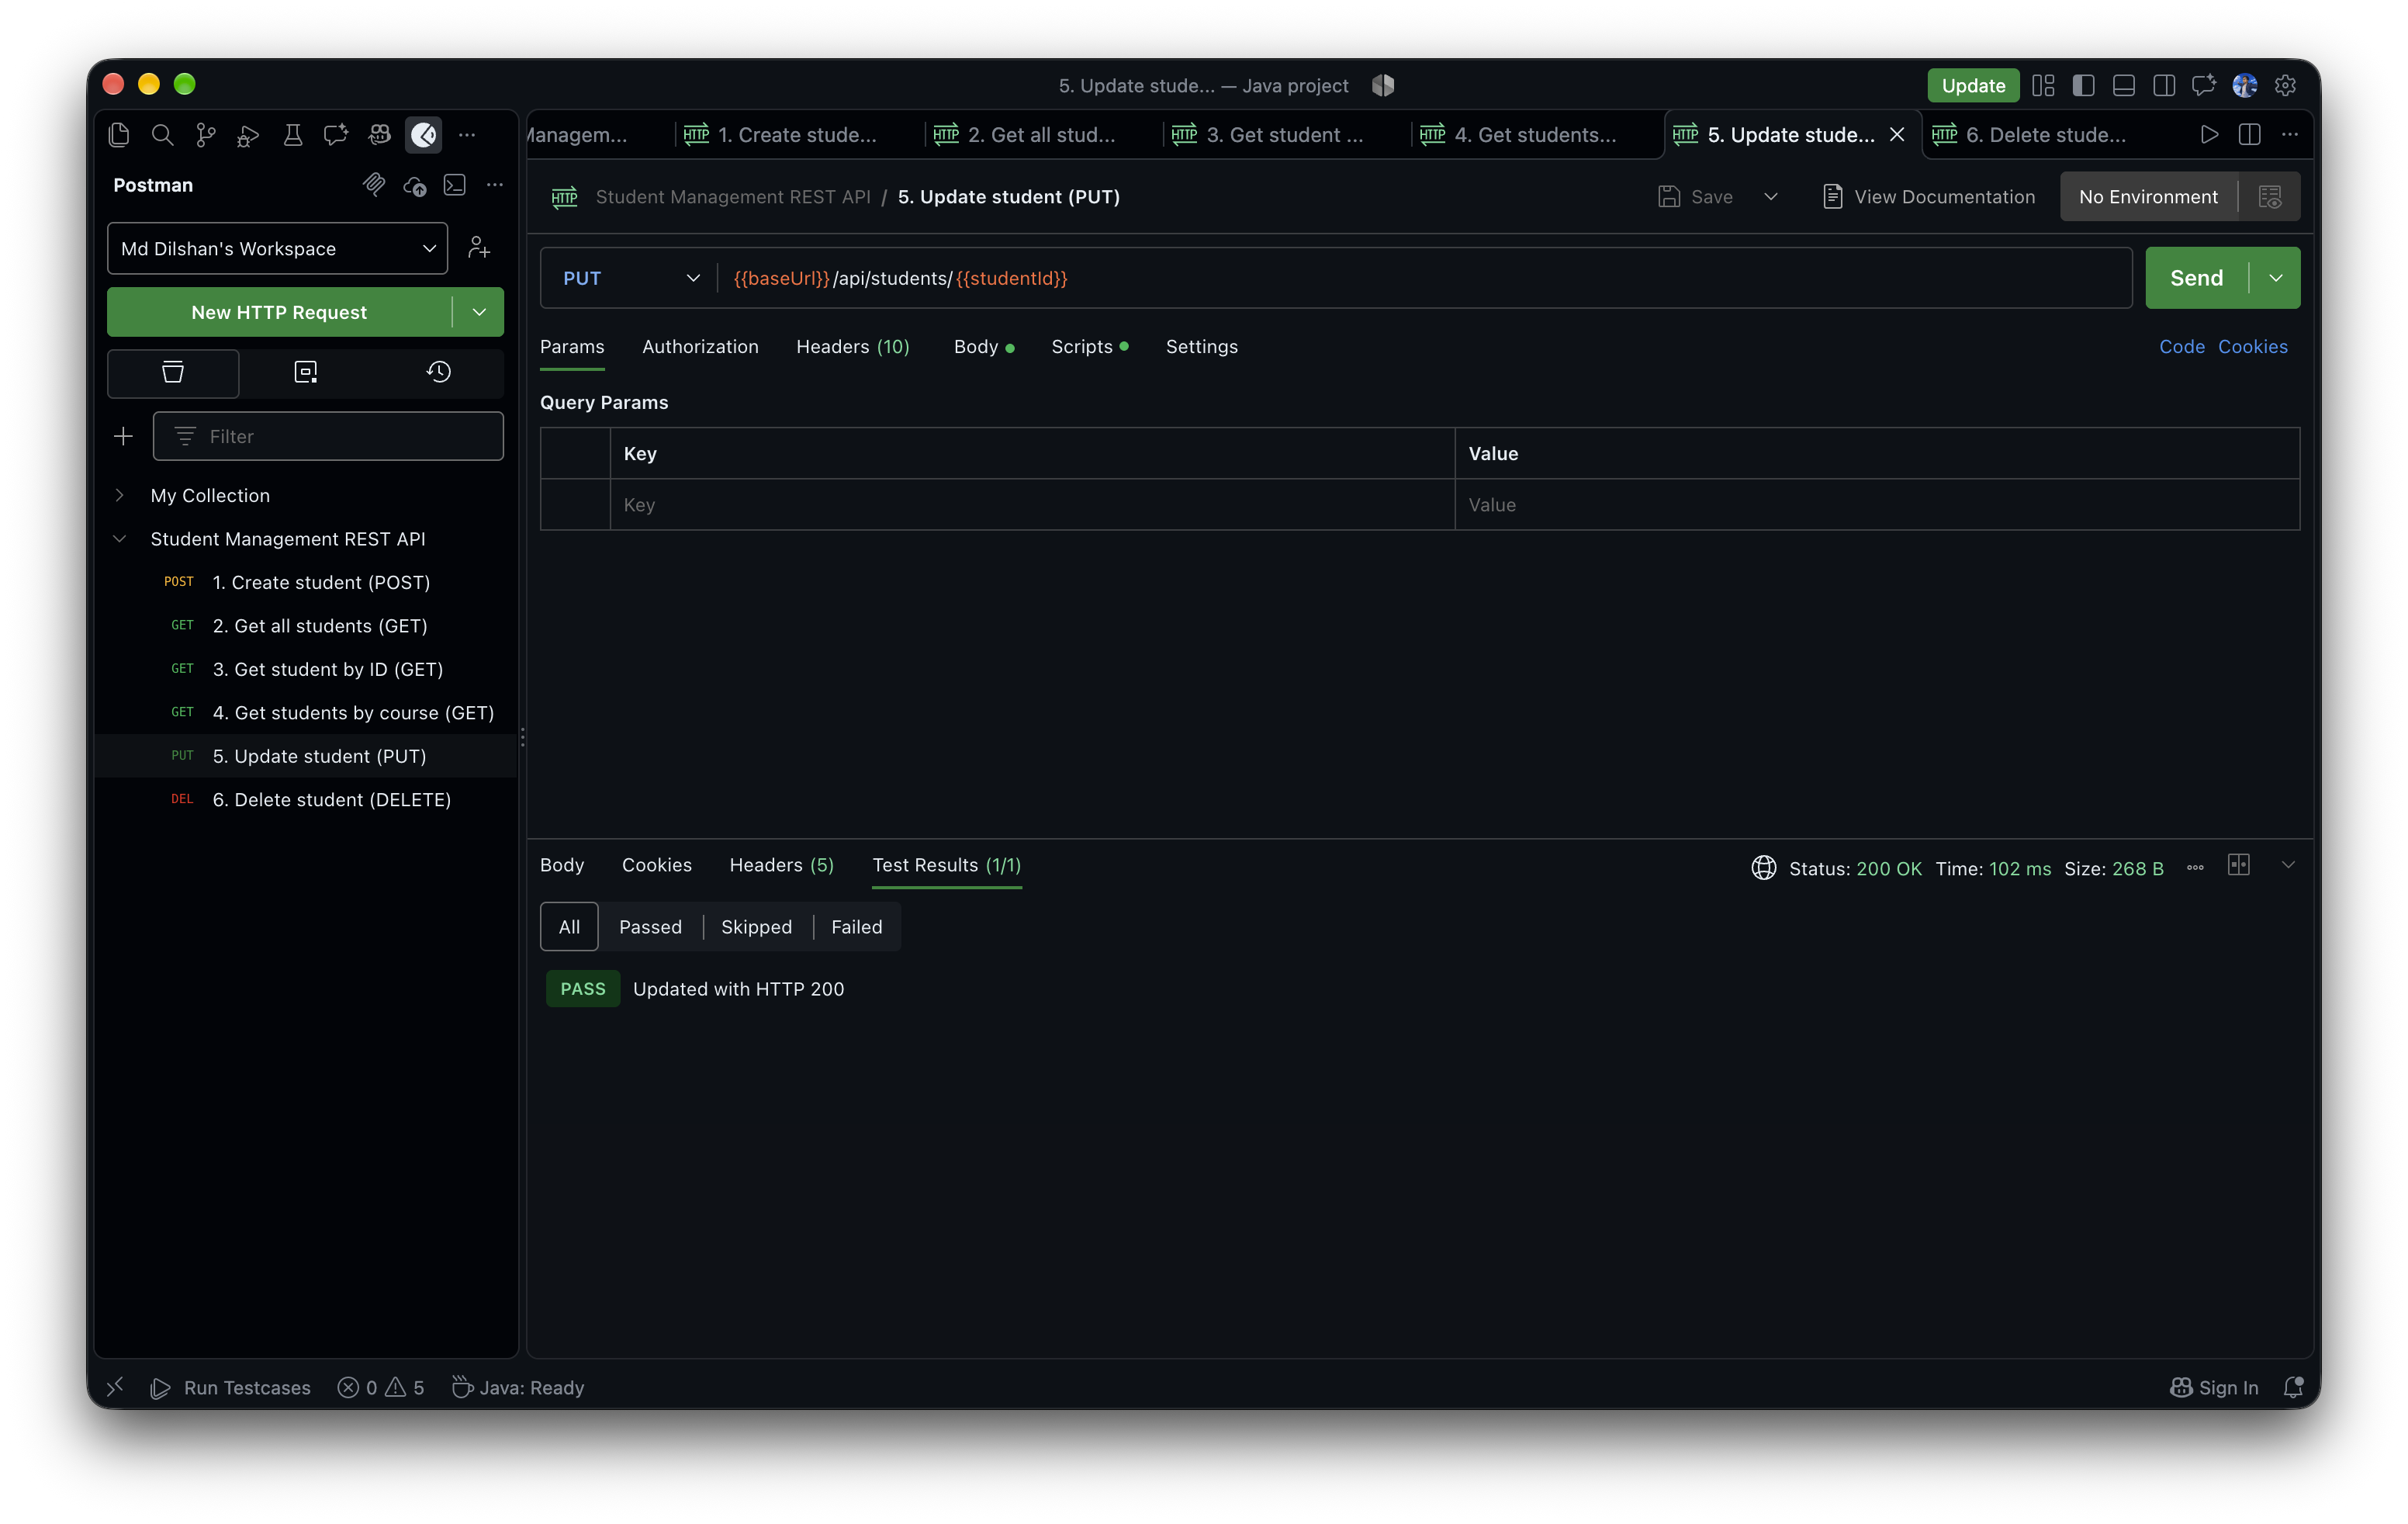 5. Update stude... — Java project
Update
Managem...
HTTP 1. Create stude...
HTTP 2. Get all stud...
HTTP 3. Get student ...
HTTP 4. Get students...
HTTP 5. Update stude...
HTTP 6. Delete stude...
Postman
Md Dilshan's Workspace
New HTTP Request
Filter
My Collection
Student Management REST API
POST 1. Create student (POST)
GET 2. Get all students (GET)
GET 3. Get student by ID (GET)
GET 4. Get students by course (GET)
PUT 5. Update student (PUT)
DEL 6. Delete student (DELETE)
HTTP Student Management REST API / 5. Update student (PUT)
Save
View Documentation
No Environment
PUT {{baseUrl}}/api/students/{{studentId}}
Send
Params Authorization Headers (10) Body Scripts Settings
Code Cookies
Query Params
Key Value
Key Value
Body Cookies Headers (5) Test Results (1/1)
Status: 200 OK Time: 102 ms Size: 268 B
All Passed Skipped Failed
PASS Updated with HTTP 200
Run Testcases 0 5 Java: Ready
Sign In